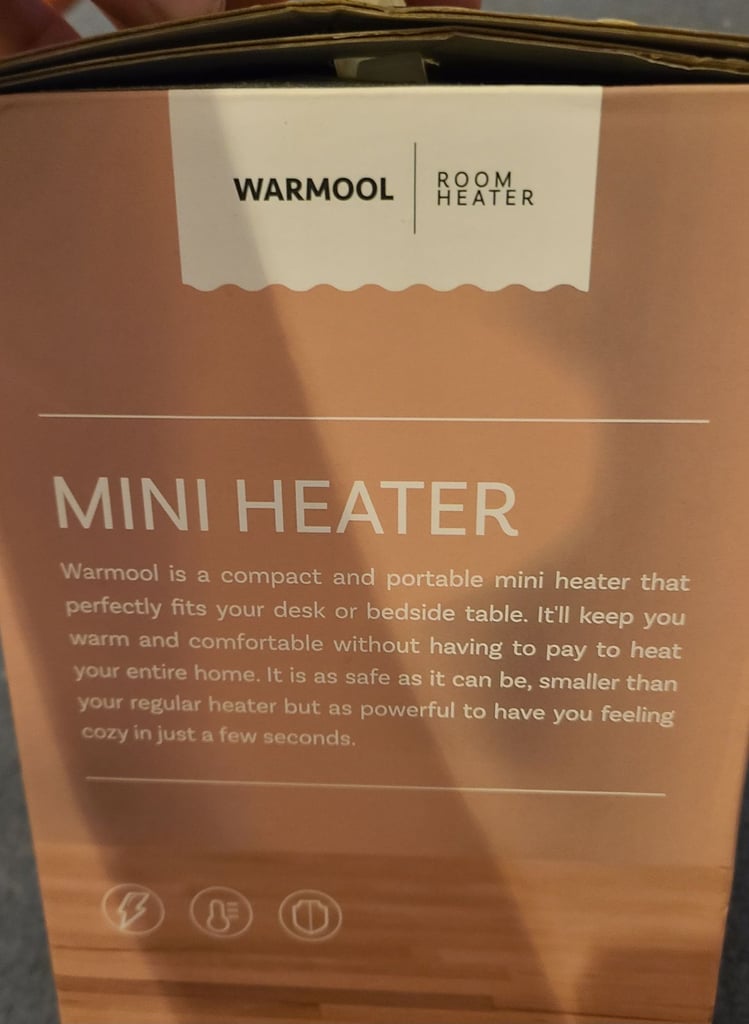 WARMOOL
ROOM
HEATER
MINI HEATER
Warmool is a compact and portable mini heater that
perfectly fits your desk or bedside table. It'll keep you
warm and comfortable without having to pay to heat
your entire home. It is as safe as it can be, smaller than
your regular heater but as powerful to have you feeling
cozy in just a few seconds.